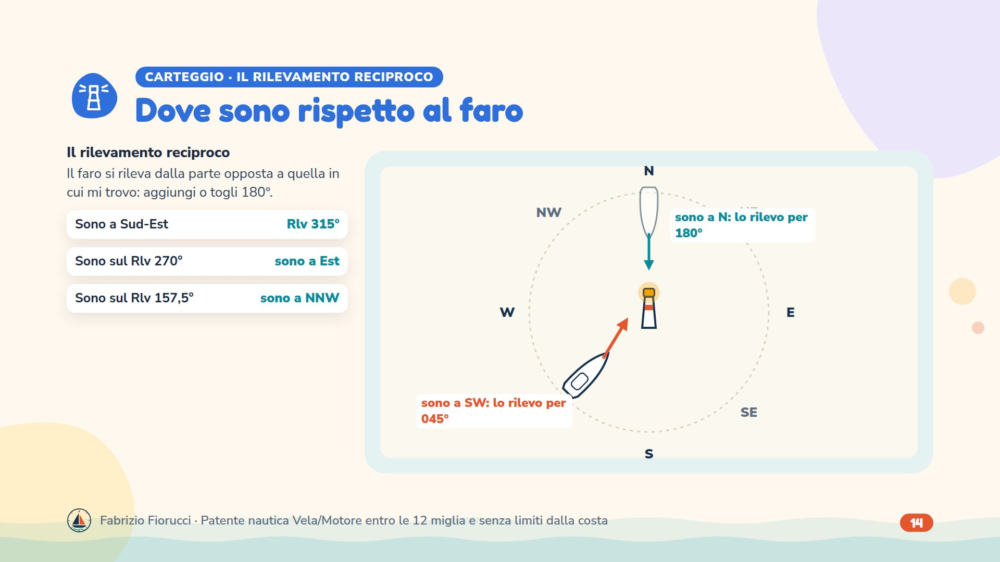 CARTEGGIO · IL RILEVAMENTO RECIPROCO
Dove sono rispetto al faro
Il rilevamento reciproco
Il faro si rileva dalla parte opposta a quella in
cui mi trovo: aggiungi o togli 180°.
Sono a Sud-Est Rlv 315°
Sono sul Rlv 270° sono a Est
Sono sul Rlv 157,5° sono a NNW
N
NW
sono a N: lo rilevo per
180°
W
E
sono a SW: lo rilevo per
045°
SE
S
Fabrizio Fiorucci · Patente nautica Vela/Motore entro le 12 miglia e senza limiti dalla costa
14